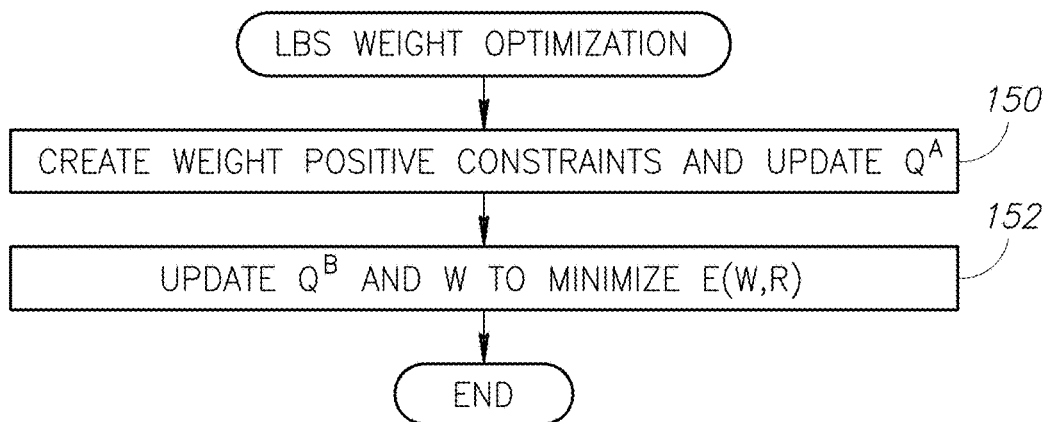 LBS WEIGHT OPTIMIZATION
150
CREATE WEIGHT POSITIVE CONSTRAINTS AND UPDATE Q^A
152
UPDATE Q^B AND W TO MINIMIZE E(W,R)
END